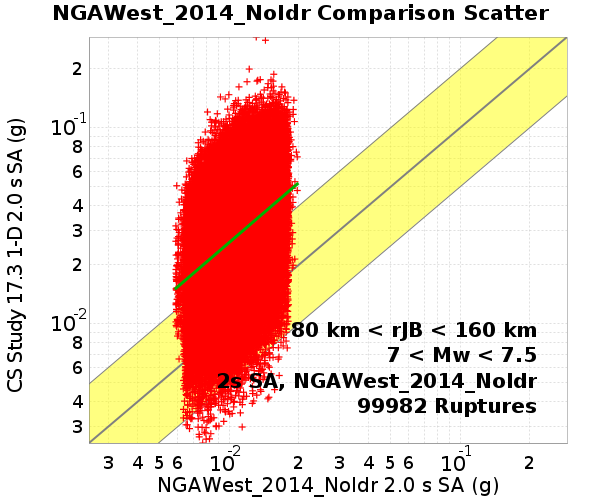 NGAWest_2014_NoIdr Comparison Scatter
CS Study 17.3 1-D 2.0 s SA (g)
2
10-1
8
6
4
3
2
10-2
8
6
4
3
80 km < rJB < 160 km
7 < Mw < 7.5
2s SA, NGAWest_2014_NoIdr
99982 Ruptures
3 4 5 6 10-2 2 3 4 5 6 10-1 2
NGAWest_2014_NoIdr 2.0 s SA (g)